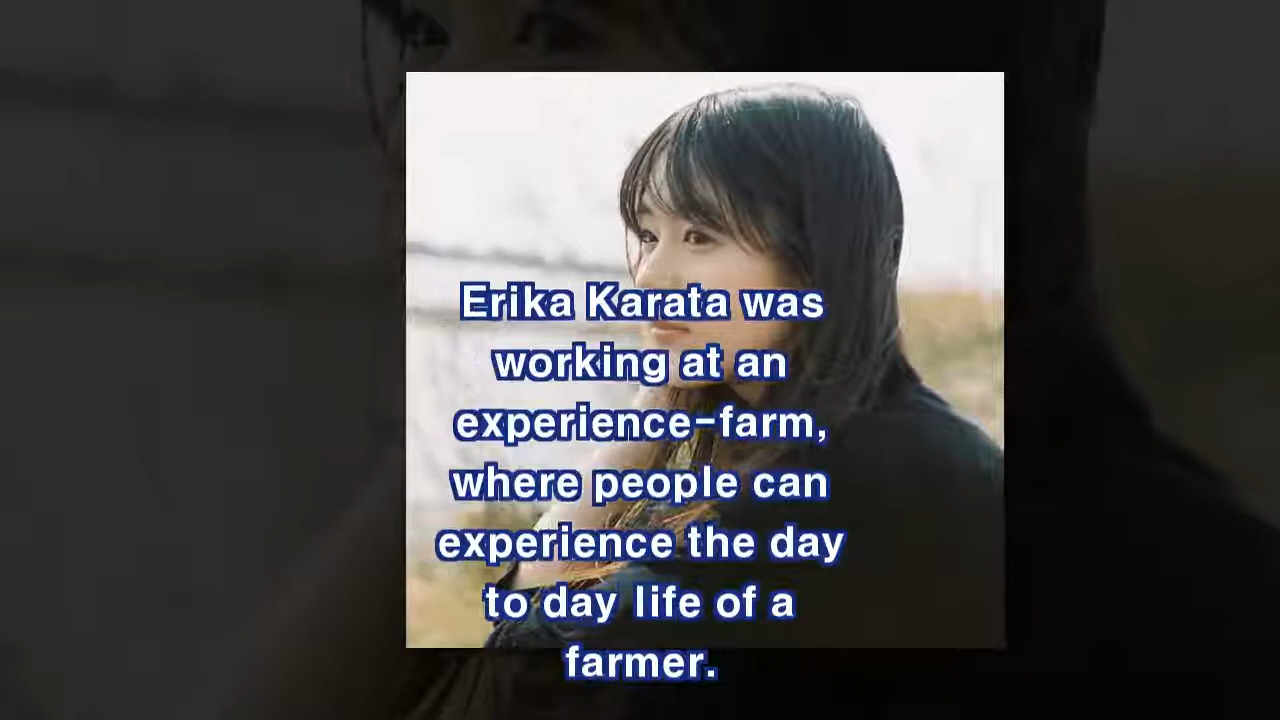 Erika Karata was
working at an
experience-farm,
where people can
experience the day
to day life of a
farmer.